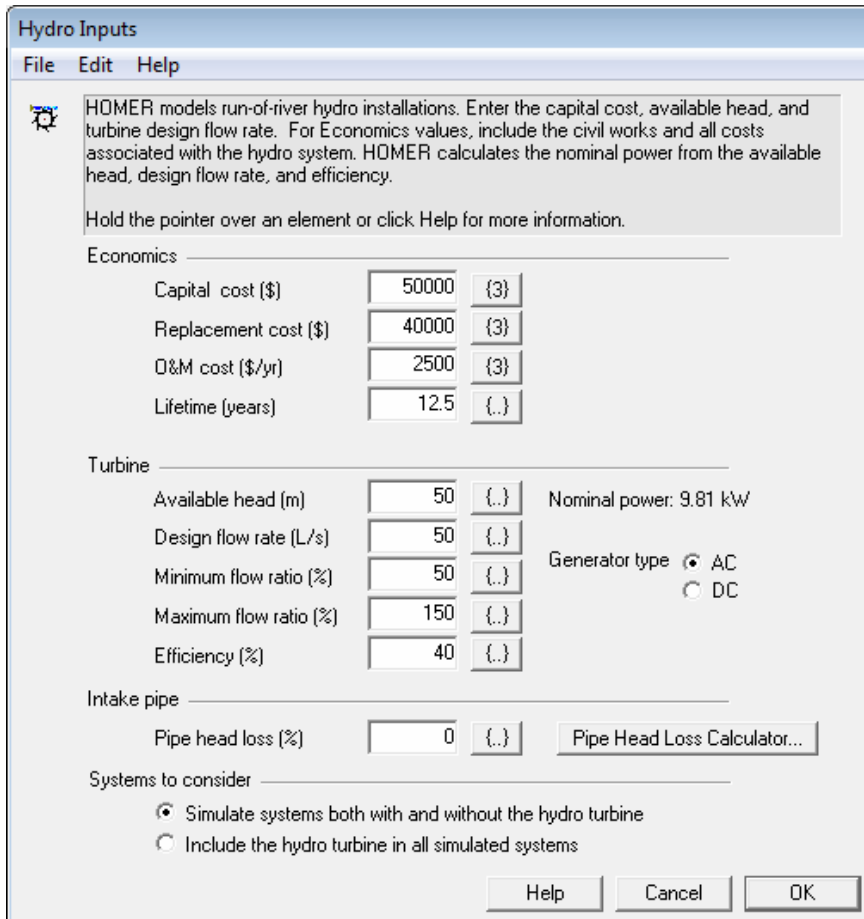 Hydro Inputs
File Edit Help
HOMER models run-of-river hydro installations. Enter the capital cost, available head, and
turbine design flow rate. For Economics values, include the civil works and all costs
associated with the hydro system. HOMER calculates the nominal power from the available
head, design flow rate, and efficiency.
Hold the pointer over an element or click Help for more information.
Economics
Capital cost ($) 50000 {3}
Replacement cost ($) 40000 {3}
O&M cost ($/yr) 2500 {3}
Lifetime (years) 12.5 {..}
Turbine
Available head (m) 50 {..} Nominal power: 9.81 kW
Design flow rate (L/s) 50 {..}
Minimum flow ratio (%) 50 {..} Generator type AC
DC
Maximum flow ratio (%) 150 {..}
Efficiency (%) 40 {..}
Intake pipe
Pipe head loss (%) 0 {..} Pipe Head Loss Calculator...
Systems to consider
Simulate systems both with and without the hydro turbine
Include the hydro turbine in all simulated systems
Help Cancel OK